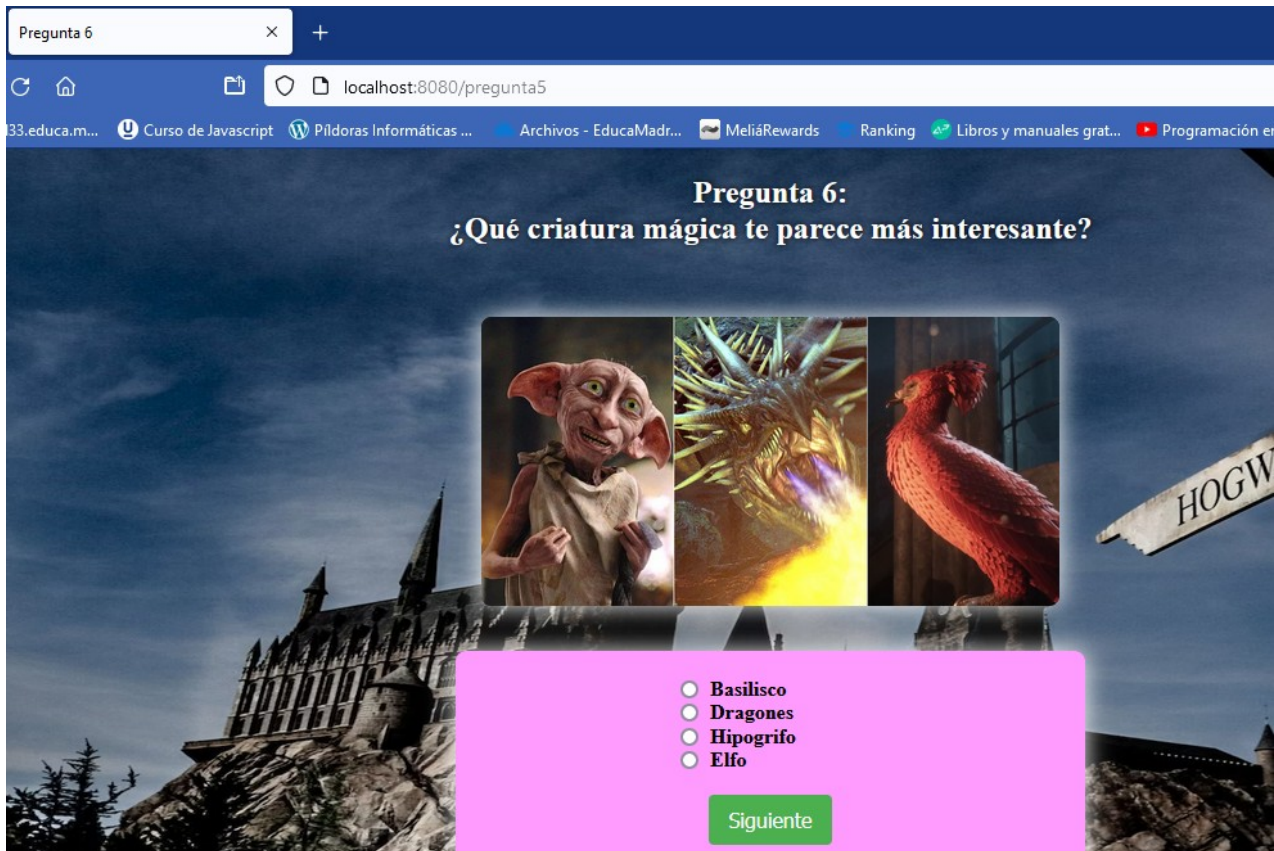 Pregunta 6
localhost:8080/pregunta5
l33.educa.m... Curso de Javascript Píldoras Informáticas ... Archivos - EducaMadr... MeliáRewards Ranking Libros y manuales grat... Programación en
Pregunta 6:
¿Qué criatura mágica te parece más interesante?
HOGW
Basilisco
Dragones
Hipogrifo
Elfo
Siguiente